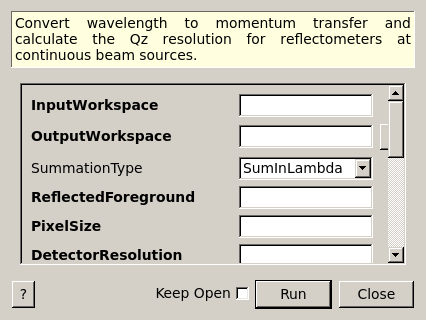 Convert wavelength to momentum transfer and
calculate the Qz resolution for reflectometers at
continuous beam sources.
InputWorkspace
OutputWorkspace
SummationType SumInLambda
ReflectedForeground
PixelSize
DetectorResolution
? Keep Open Run Close